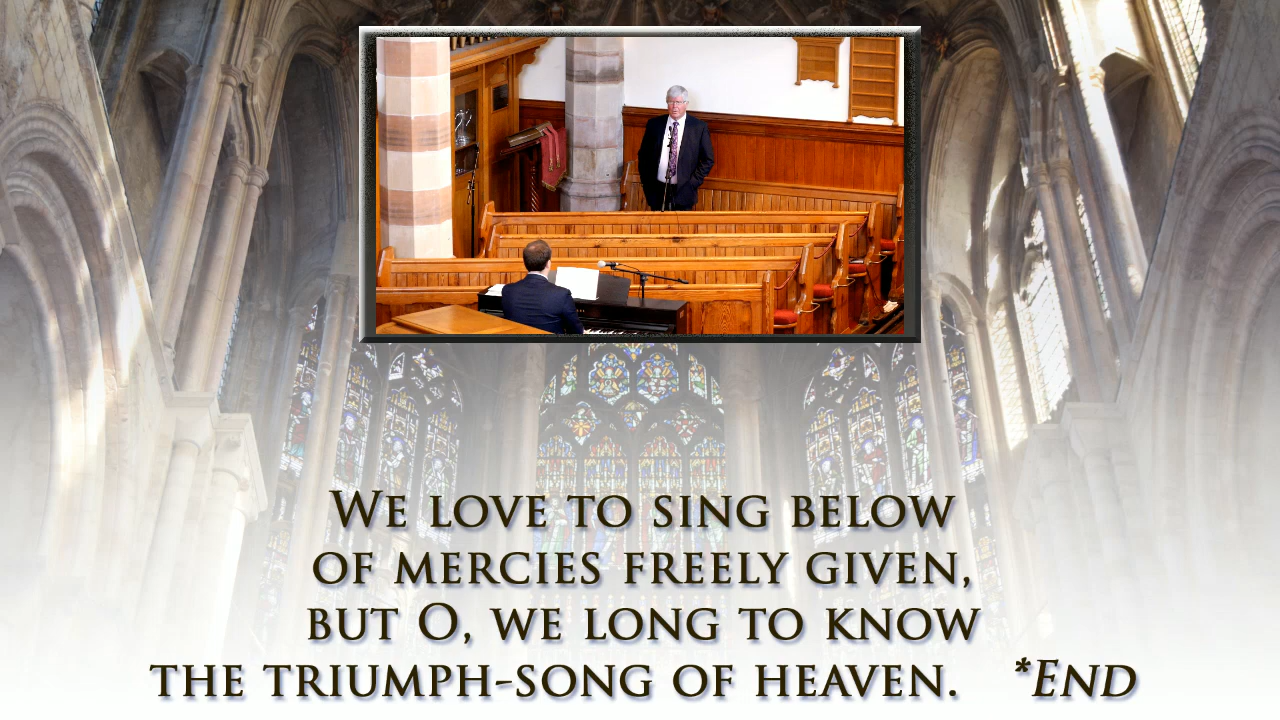 We love to sing below
of mercies freely given,
but O, we long to know
the triumph-song of heaven. *End